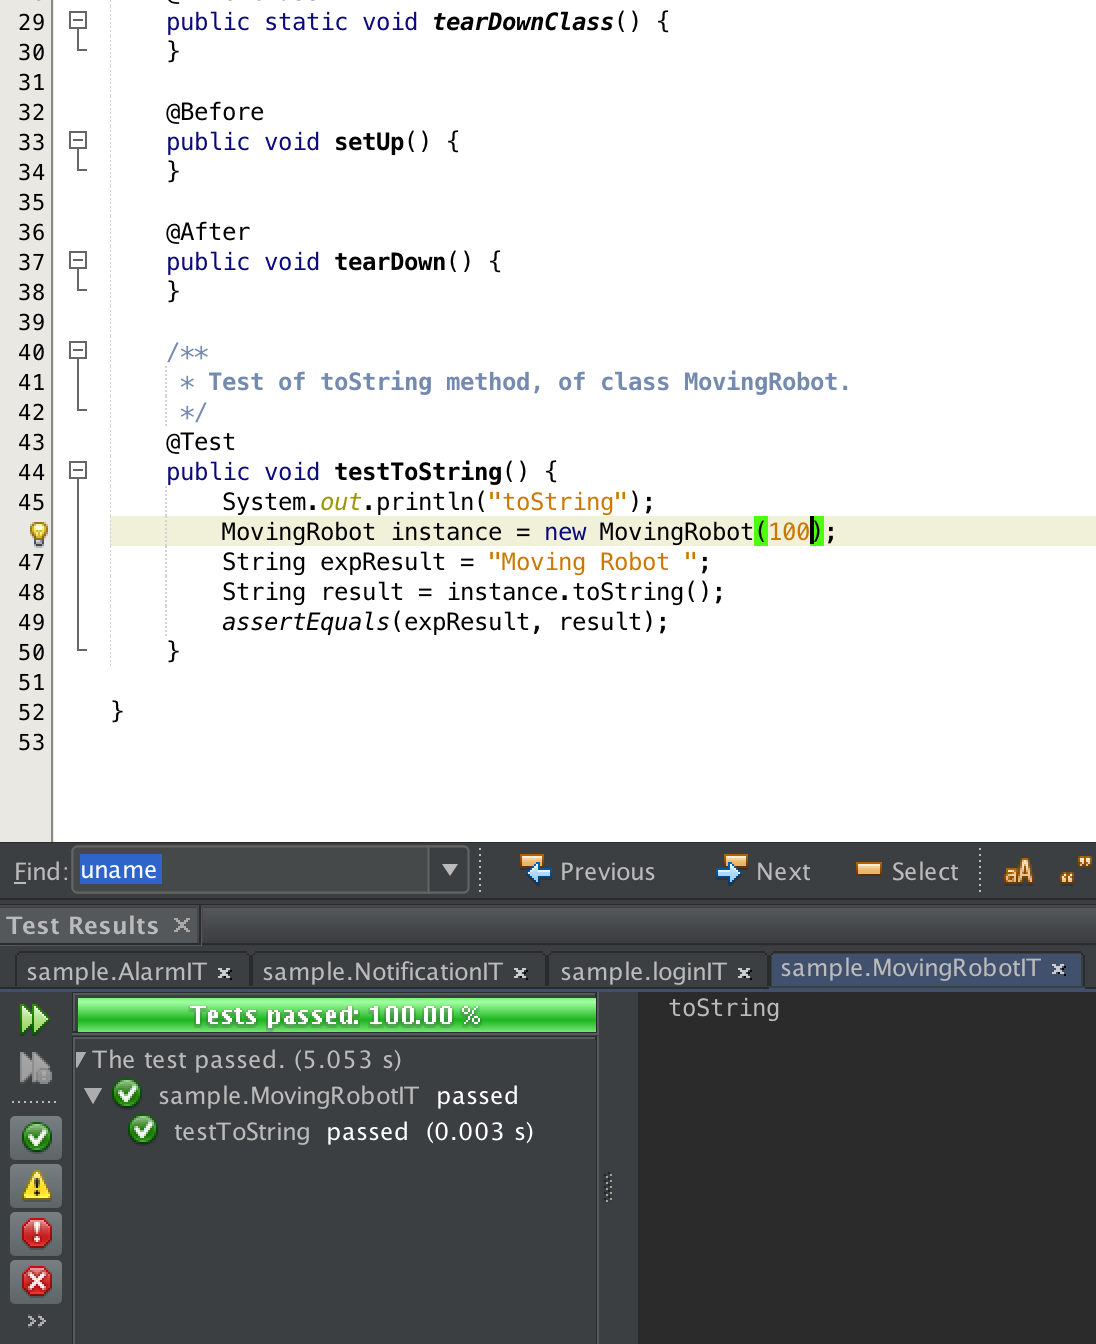 29 public static void tearDownClass() {
30 }
31
32 @Before
33 public void setUp() {
34 }
35
36 @After
37 public void tearDown() {
38 }
39
40 /**
41 * Test of toString method, of class MovingRobot.
42 */
43 @Test
44 public void testToString() {
45 System.out.println("toString");
MovingRobot instance = new MovingRobot(100);
47 String expResult = "Moving Robot ";
48 String result = instance.toString();
49 assertEquals(expResult, result);
50 }
51
52 }
53
Find: uname Previous Next Select aA
Test Results
sample.AlarmIT sample.NotificationIT sample.loginIT sample.MovingRobotIT
Tests passed: 100.00 % toString
The test passed. (5.053 s)
sample.MovingRobotIT passed
testToString passed (0.003 s)